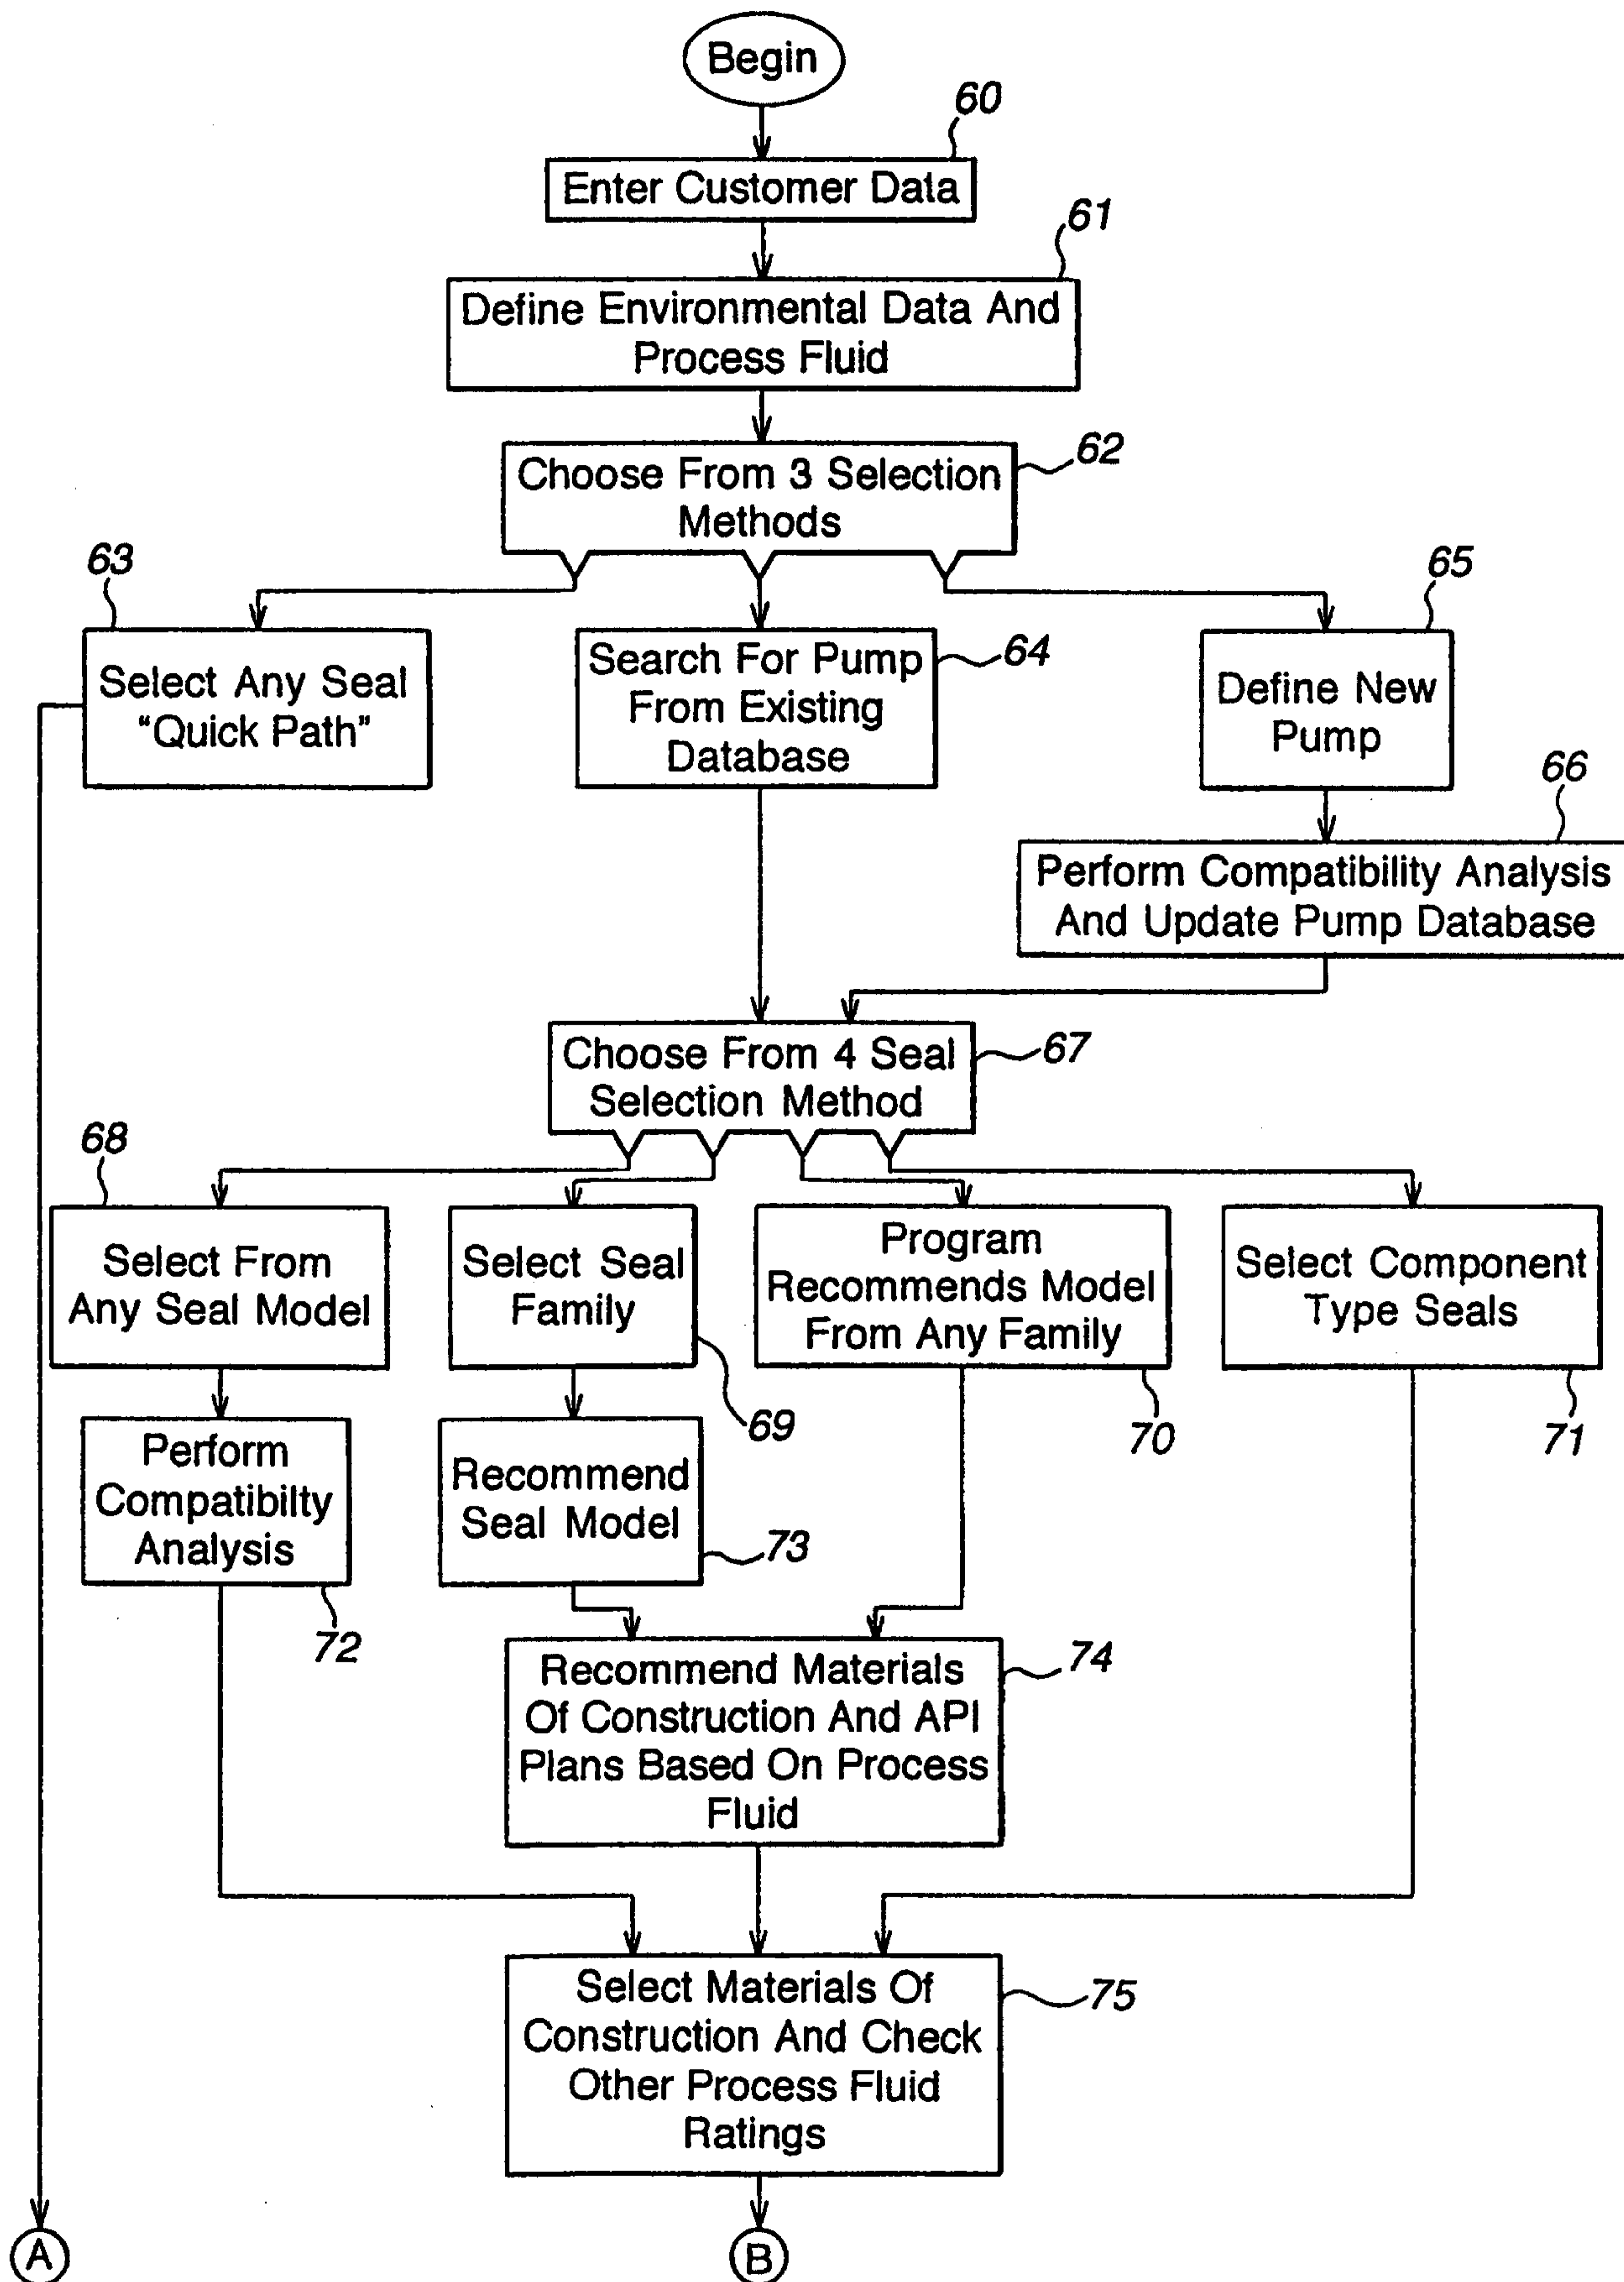 Begin
60
Enter Customer Data
61
Define Environmental Data And
Process Fluid
62
Choose From 3 Selection
Methods
63
Select Any Seal
“Quick Path”
64
Search For Pump
From Existing
Database
65
Define New
Pump
66
Perform Compatibility Analysis
And Update Pump Database
67
Choose From 4 Seal
Selection Method
68
Select From
Any Seal Model
Select Seal
Family
69
Program
Recommends Model
From Any Family
70
Select Component
Type Seals
71
Perform
Compatibilty
Analysis
72
Recommend
Seal Model
73
Recommend Materials
Of Construction And API
Plans Based On Process
Fluid
74
Select Materials Of
Construction And Check
Other Process Fluid
Ratings
75
A
B